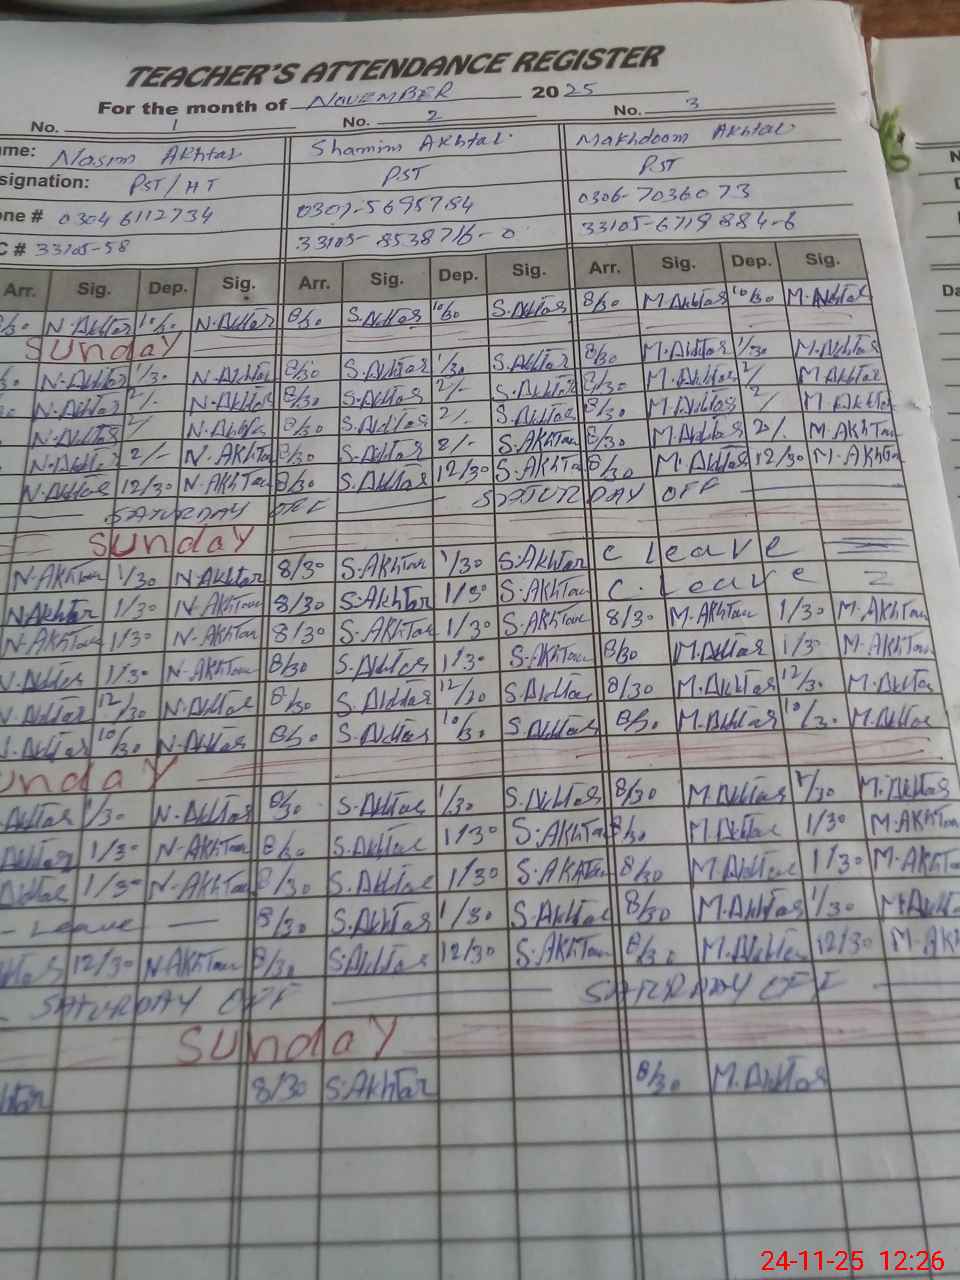 TEACHER'S ATTENDANCE REGISTER
For the month of NOVEMBER 2025
No. 1 No. 2 No. 3
ame: Nasim Akhtar Shamim Akhtar Makhdoom Akhtar
signation: PST/HT PST PST
one # 0304 6112734 0301-5695784 0306-7036073
C # 33105-58 33105-8538716-0 33105-6719884-6
Arr. Sig. Dep. Sig. Arr. Sig. Dep. Sig. Arr. Sig. Dep. Sig.
8/30 N.Akhtar 10/30 N.Akhtar 8/30 S.Akhtar 10/30 S.Akhtar 8/30 M.Akhtar 10/30 M.Akhtar
Sunday
N.Akhtar 1/30 N.Akhtar 8/30 S.Akhtar 1/30 S.Akhtar 8/30 M.Akhtar 1/30 M.Akhtar
N.Akhtar 2/- N.Akhtar 8/30 S.Akhtar 2/- S.Akhtar 8/30 M.Akhtar 2/ M.Akhtar
N.Akhtar 2/ N.Akhtar 8/30 S.Akhtar 2/. S.Akhtar 8/30 M.Akhtar 2/ M.Akhtar
N.Akhtar 2/- N.AKhTar 8/30 S.Akhtar 2/- S.AKhtar 8/30 M.Akhtar 2/. M.AKhTar
N.Akhtar 12/30 N.AKhTar 8/30 S.Akhtar 12/30 S.AKhTar 8/30 M.Akhtar 12/30 M.AKhTar
SATURDAY OFF SATURDAY OFF
Sunday
N.AKhtar 1/30 N.AKhtar 8/30 S.AKhTar 1/30 S.AKhtar C leave
N.AKhtar 1/30 N.AKhTar 8/30 S.AKhtar 1/30 S.AKhTar C. Leave
N.AKhTar 1/30 N.AKhTar 8/30 S.AKhTar 1/30 S.AKhTar 8/30 M.AKhTar 1/30 M.AKhTar
N.Akhtar 1/30 N.AKhTar 8/30 S.Akhtar 1/30 S.AKhTar 8/30 M.Akhtar 1/30 M.AKhTar
N.Akhtar 12/30 N.Akhtar 8/30 S.Akhtar 12/30 S.Akhtar 8/30 M.Akhtar 12/30 M.Akhtar
N.Akhtar 10/30 N.Akhtar 8/30 S.Akhtar 10/30 S.Akhtar 8/30 M.Akhtar 10/30 M.Akhtar
unday
Akhtar 1/30 N.Akhtar 8/30 S.Akhtar 1/30 S.Akhtar 8/30 M.Akhtar 1/30 M.Akhtar
Akhtar 1/30 N.AKhTar 8/30 S.Akhtar 1/30 S.AKhTar 8/30 M.Akhtar 1/30 M.AKhTar
Akhtar 1/30 N.AKhTar 8/30 S.Akhtar 1/30 S.AKhTar 8/30 M.Akhtar 1/30 M.AKhTar
- Leave - 8/30 S.Akhtar 1/30 S.Akhtar 8/30 M.Akhtar 1/30 M.Akhta
htar 12/30 N.AKhTar 8/30 S.Akhtar 12/30 S.AKhTar 8/30 M.Akhtar 12/30 M.AKh
SATURDAY OFF SATURDAY OFF
Sunday
htar 8/30 S.AKhtar 8/30 M.Akhtar
24-11-25 12:26